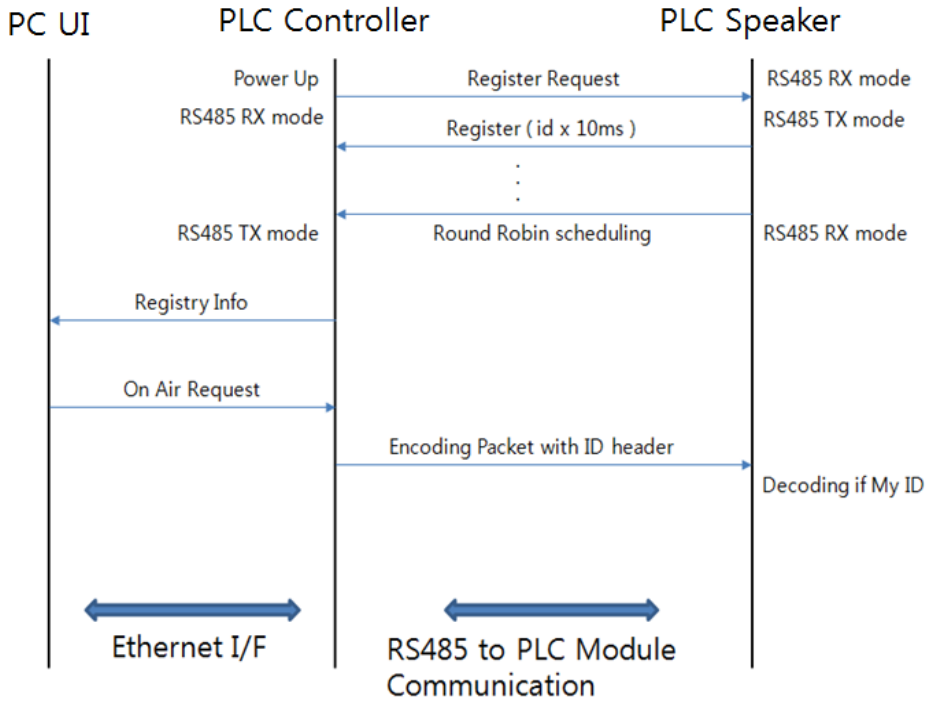 PC UI
PLC Controller
PLC Speaker
Power Up
Register Request
RS485 RX mode
RS485 RX mode
Register ( id x 10ms )
RS485 TX mode
RS485 TX mode
Round Robin scheduling
RS485 RX mode
Registry Info
On Air Request
Encoding Packet with ID header
Decoding if My ID
Ethernet I/F
RS485 to PLC Module
Communication